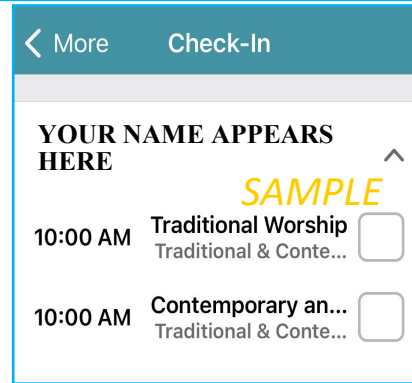 More Check-In
YOUR NAME APPEARS
HERE
SAMPLE
10:00 AM Traditional Worship
Traditional & Conte...
10:00 AM Contemporary an...
Traditional & Conte...